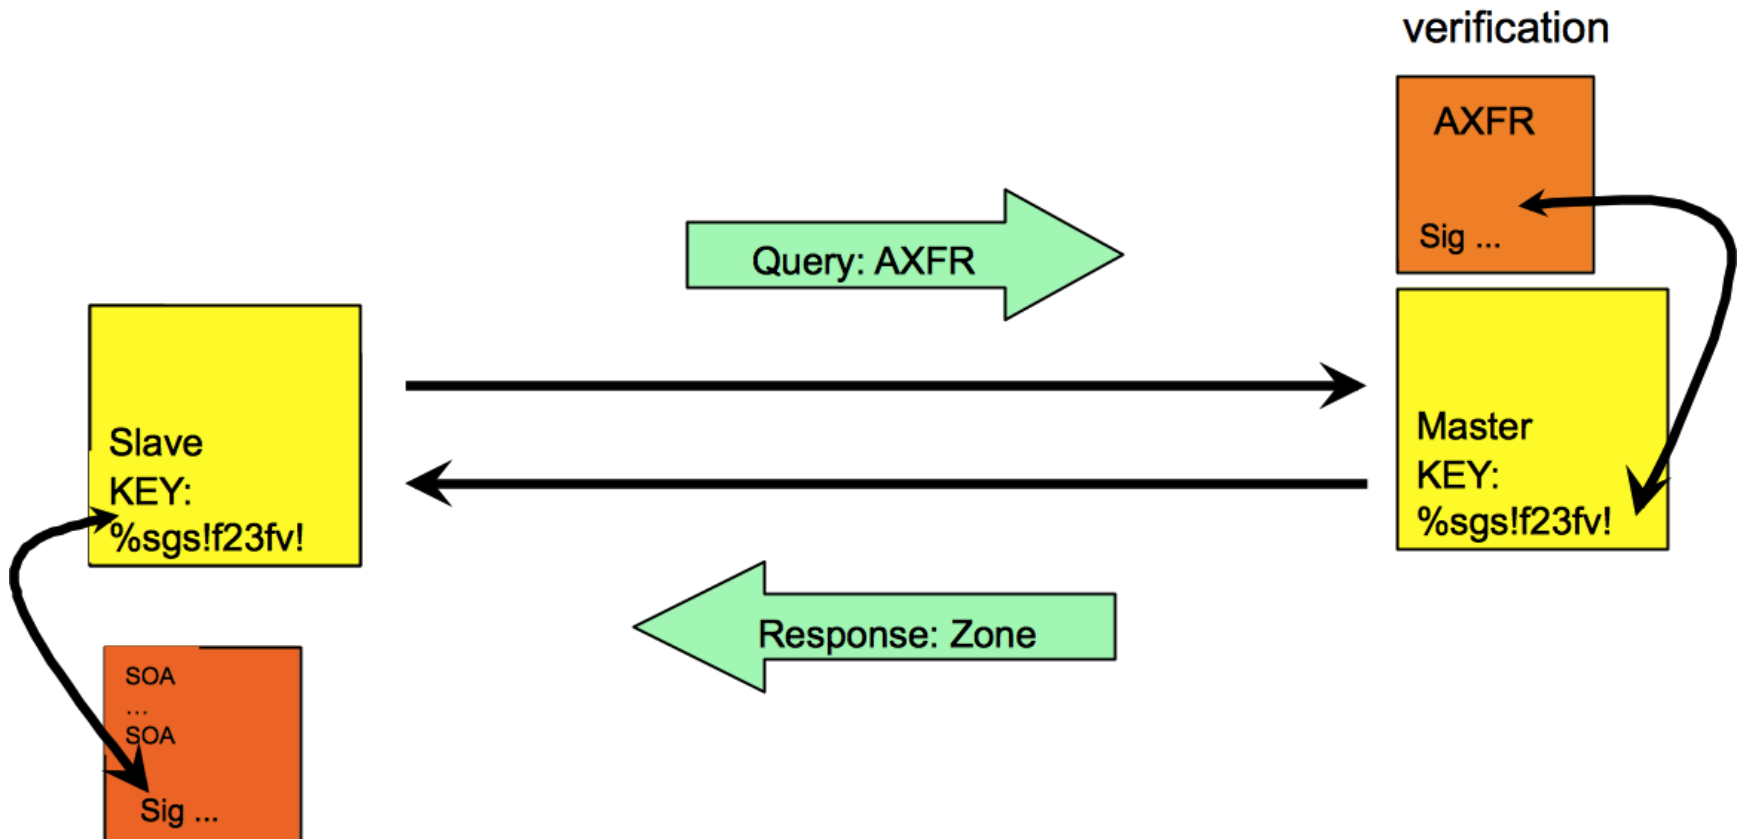 verification
AXFR
Sig ...
Query: AXFR
Slave
KEY:
%sgs!f23fv!
Master
KEY:
%sgs!f23fv!
Response: Zone
SOA
...
SOA
Sig ...